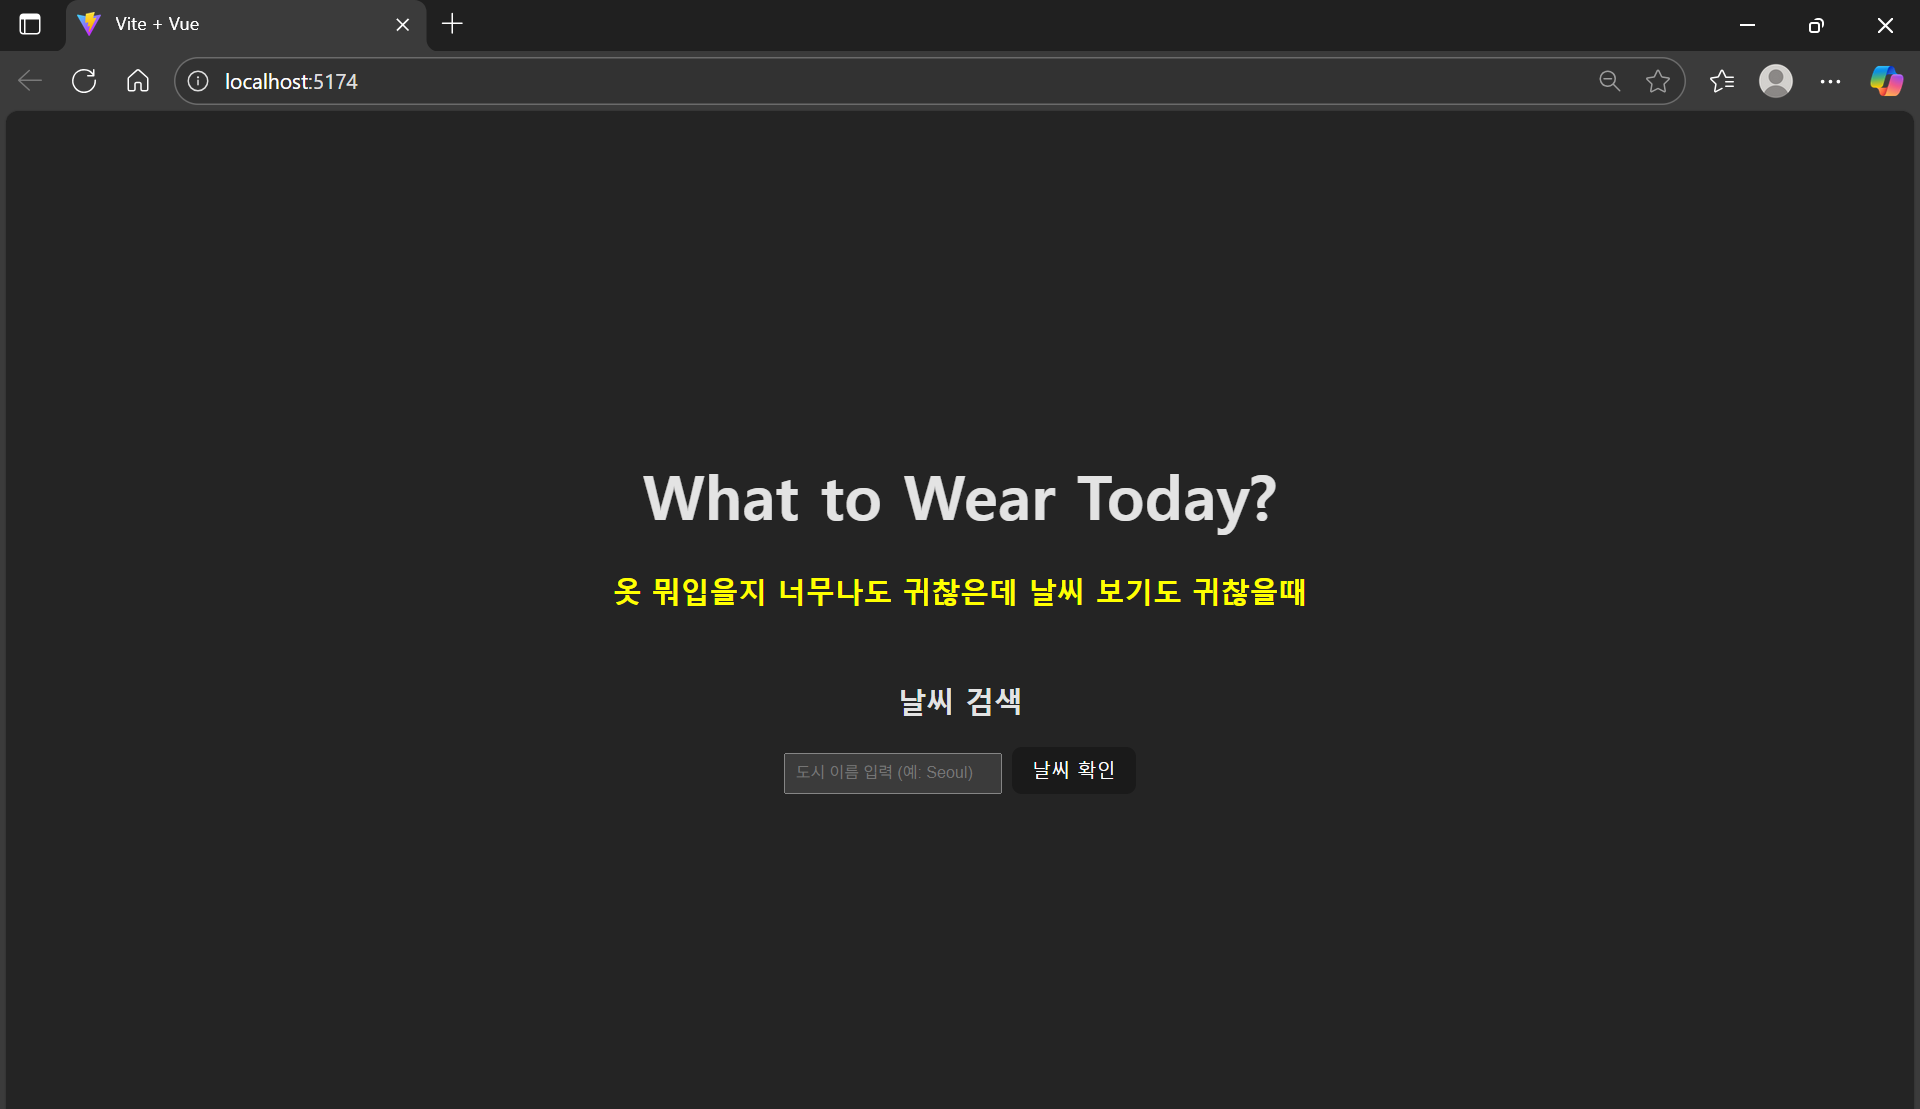 Vite + Vue
localhost:5174
What to Wear Today?
옷 뭐입을지 너무나도 귀찮은데 날씨 보기도 귀찮을때
날씨 검색
도시 이름 입력 (예: Seoul)
날씨 확인